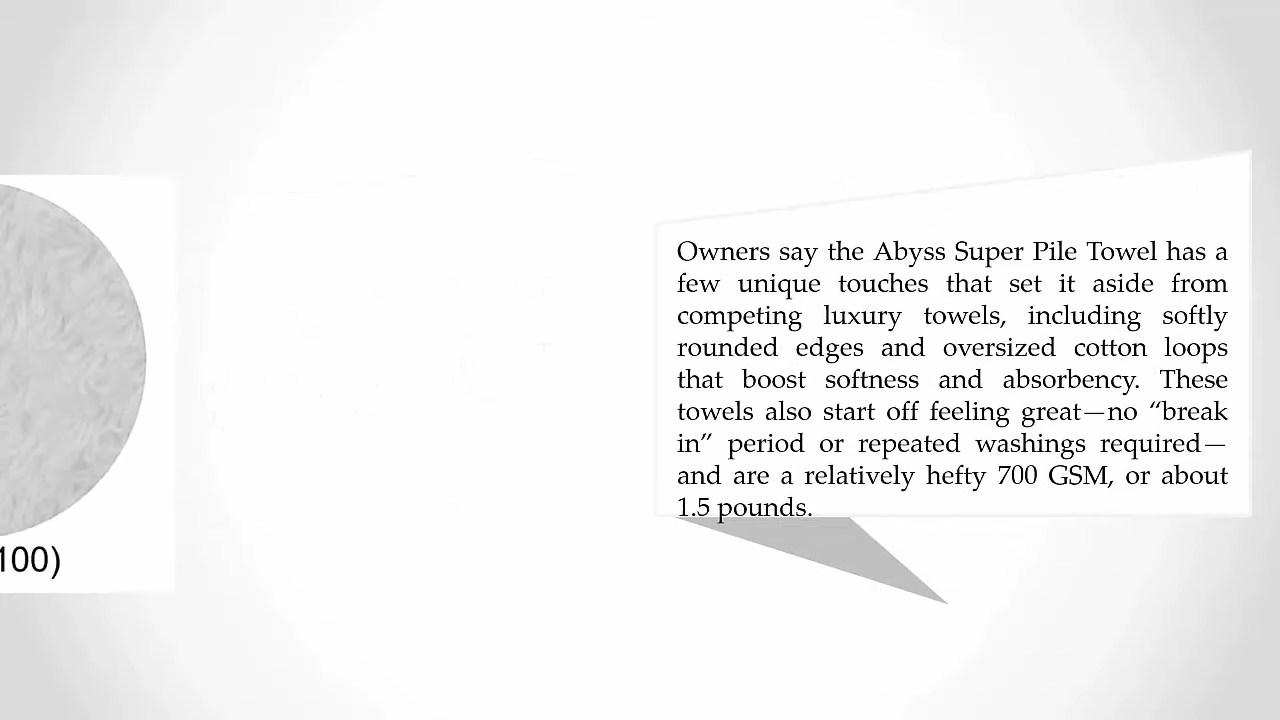 Owners say the Abyss Super Pile Towel has a
few unique touches that set it aside from
competing luxury towels, including softly
rounded edges and oversized cotton loops
that boost softness and absorbency. These
towels also start off feeling great—no “break
in” period or repeated washings required—
and are a relatively hefty 700 GSM, or about
1.5 pounds.
100)